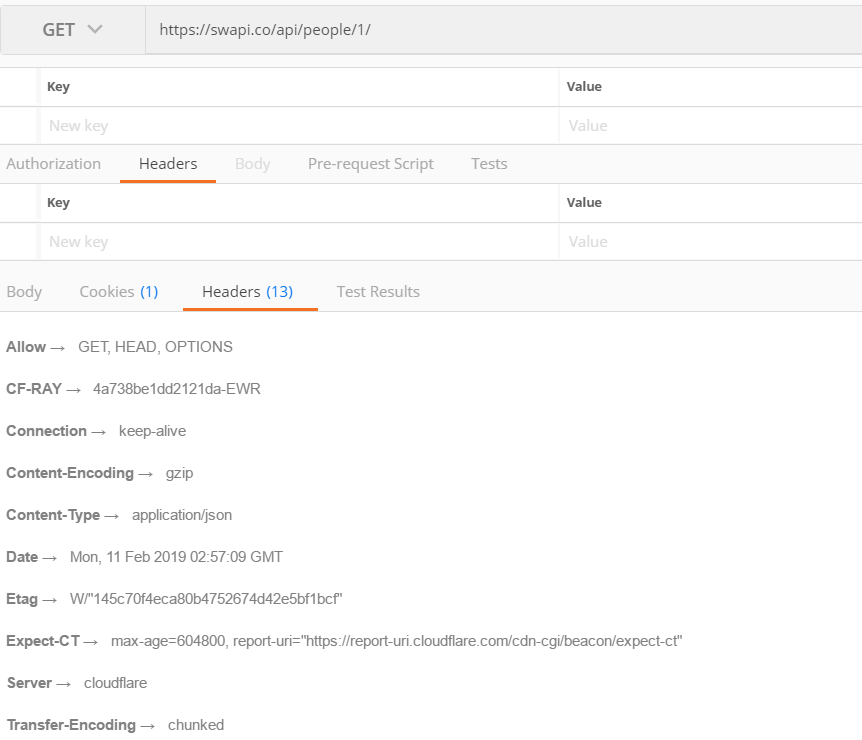 GET https://swapi.co/api/people/1/
Key Value
New key Value
Authorization Headers Body Pre-request Script Tests
Key Value
New key Value
Body Cookies (1) Headers (13) Test Results
Allow → GET, HEAD, OPTIONS
CF-RAY → 4a738be1dd2121da-EWR
Connection → keep-alive
Content-Encoding → gzip
Content-Type → application/json
Date → Mon, 11 Feb 2019 02:57:09 GMT
Etag → W/"145c70f4eca80b4752674d42e5bf1bcf"
Expect-CT → max-age=604800, report-uri="https://report-uri.cloudflare.com/cdn-cgi/beacon/expect-ct"
Server → cloudflare
Transfer-Encoding → chunked